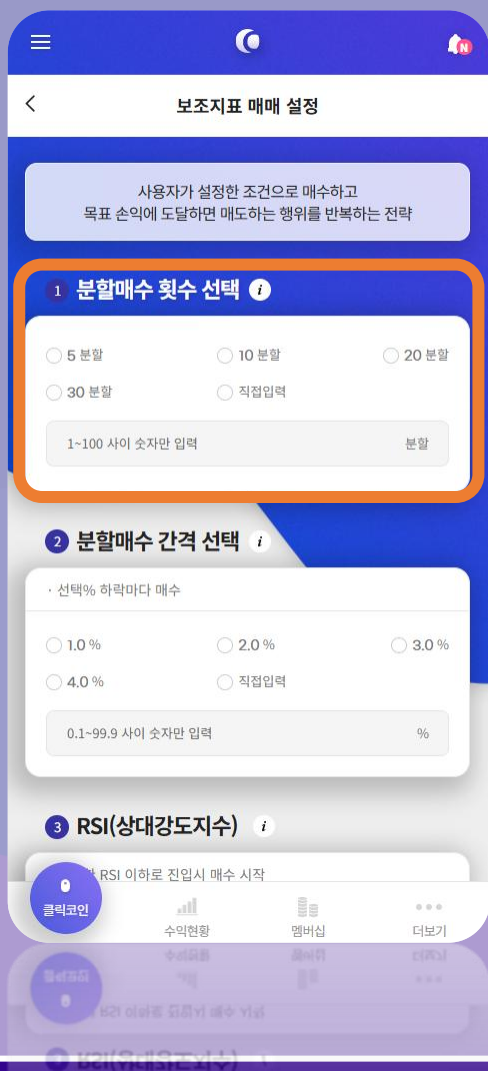 N
보조지표 매매 설정
사용자가 설정한 조건으로 매수하고
목표 손익에 도달하면 매도하는 행위를 반복하는 전략
1 분할매수 횟수 선택 i
5 분할 10 분할 20 분할
30 분할 직접입력
1~100 사이 숫자만 입력 분할
2 분할매수 간격 선택 i
· 선택% 하락마다 매수
1.0 % 2.0 % 3.0 %
4.0 % 직접입력
0.1~99.9 사이 숫자만 입력 %
3 RSI(상대강도지수) i
RSI 이하로 진입시 매수 시작
클릭코인 수익현황 멤버십 더보기